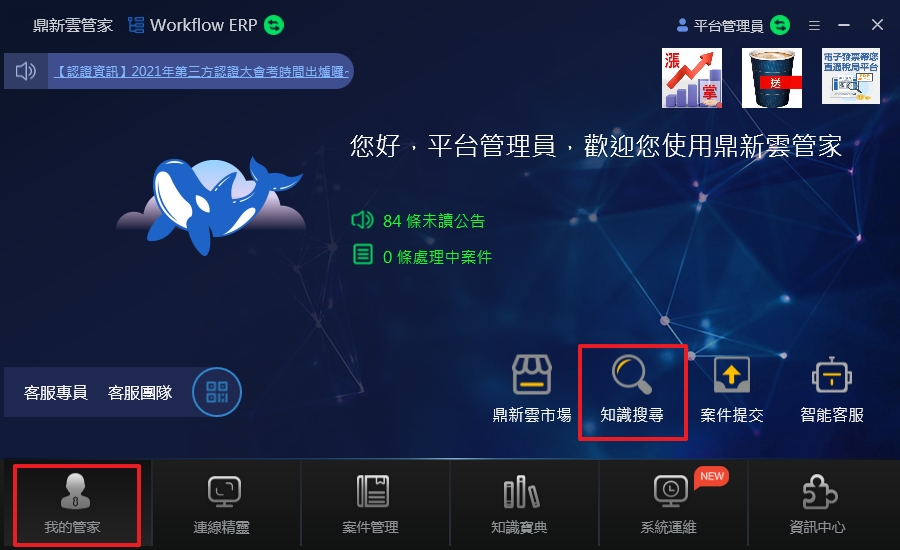 鼎新雲管家 Workflow ERP 平台管理員
【認證資訊】2021年第三方認證大會考時間出爐囉~
漲
掌
送
電子發票帶您
直通稅局平台
您好，平台管理員，歡迎您使用鼎新雲管家
84 條未讀公告
0 條處理中案件
客服專員 客服團隊
鼎新雲市場 知識搜尋 案件提交 智能客服
NEW
8
我的管家 連線精靈 案件管理 知識寶典 系統運維 資訊中心